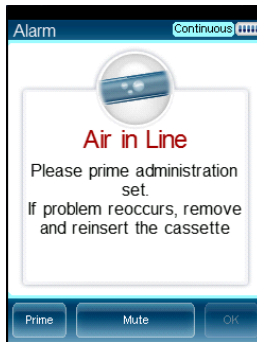 Alarm
Continuous
Air in Line
Please prime administration
set.
If problem reoccurs, remove
and reinsert the cassette
Prime
Mute
OK